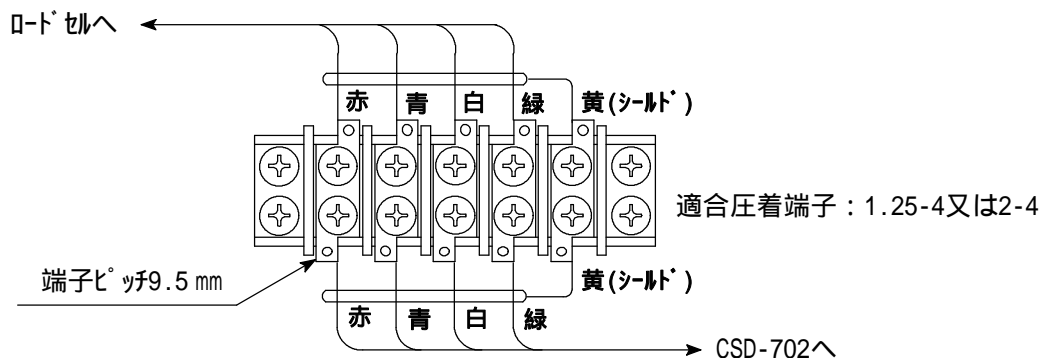 ロードセルへ
赤 青 白 緑 黄(シールド)
適合圧着端子：1.25-4又は2-4
端子ピッチ9.5mm
黄(シールド)
赤 青 白 緑
CSD-702へ